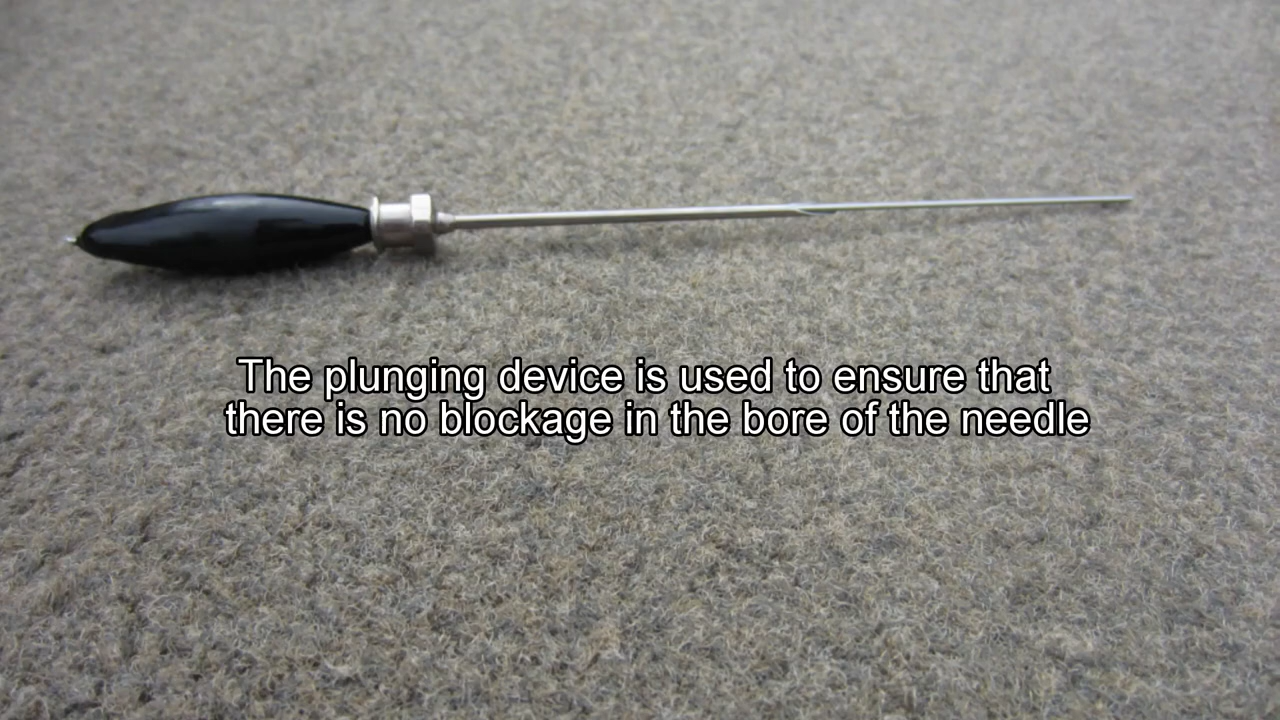 The plunging device is used to ensure that
there is no blockage in the bore of the needle